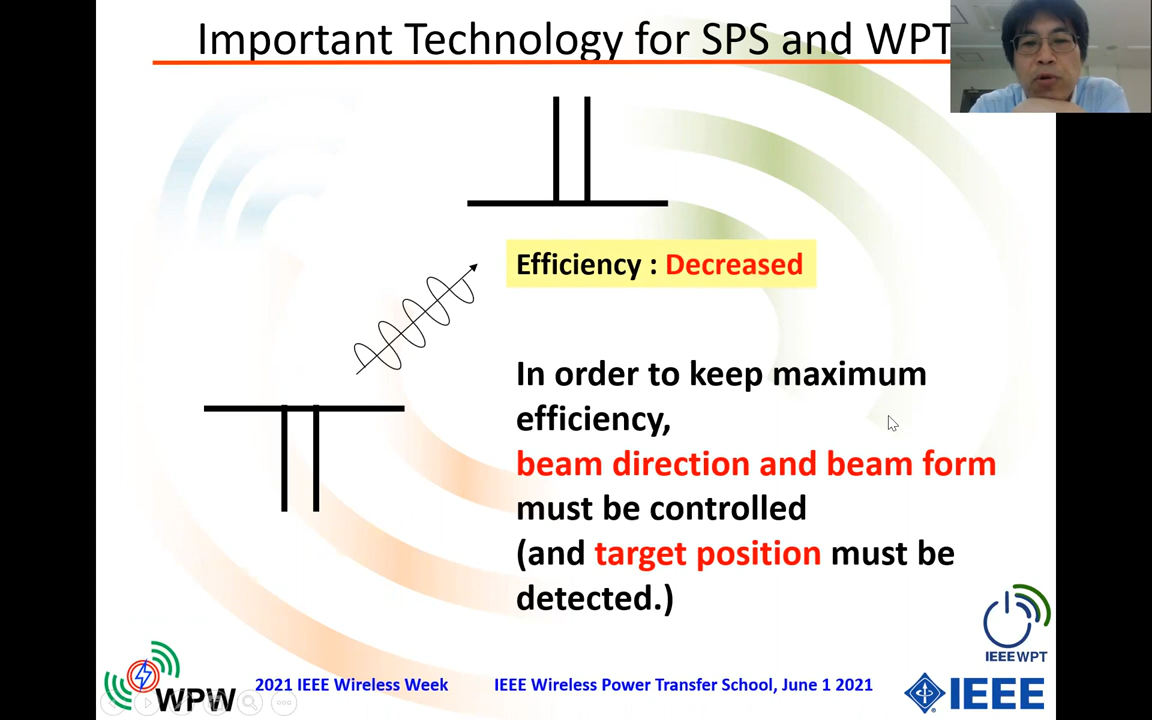 Important Technology for SPS and WPT
Efficiency : Decreased
In order to keep maximum
efficiency,
beam direction and beam form
must be controlled
(and target position must be
detected.)
IEEE WPT
WPW
2021 IEEE Wireless Week
IEEE Wireless Power Transfer School, June 1 2021
IEEE